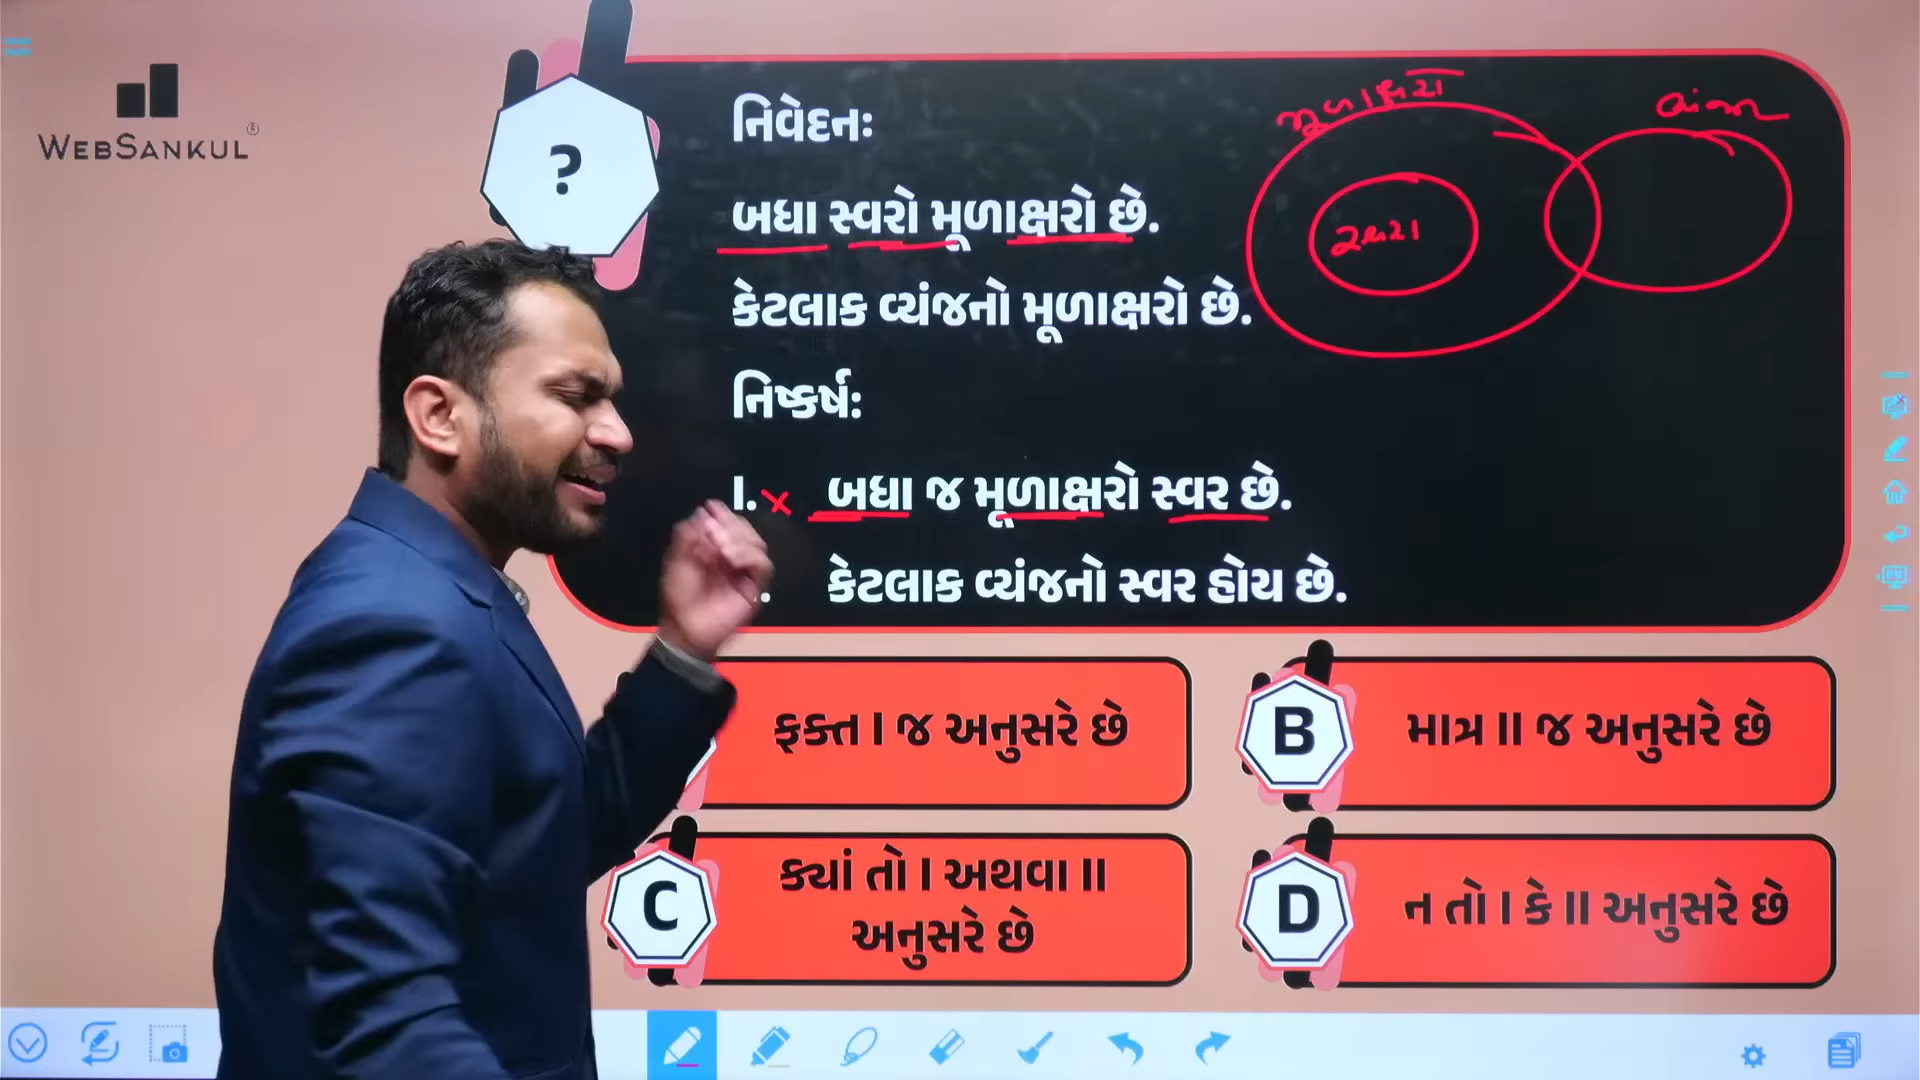 WEBSANKUL®
?
નિવેદનઃ
બધા સ્વરો મૂળાક્ષરો છે.
કેટલાક વ્યંજનો મૂળાક્ષરો છે.
નિષ્કર્ષ:
I. × બધા જ મૂળાક્ષરો સ્વર છે.
કેટલાક વ્યંજનો સ્વર હોય છે.
ફક્ત I જ અનુસરે છે
B માત્ર II જ અનુસરે છે
C ક્યાં તો I અથવા II
અનુસરે છે
D ન તો I કે II અનુસરે છે